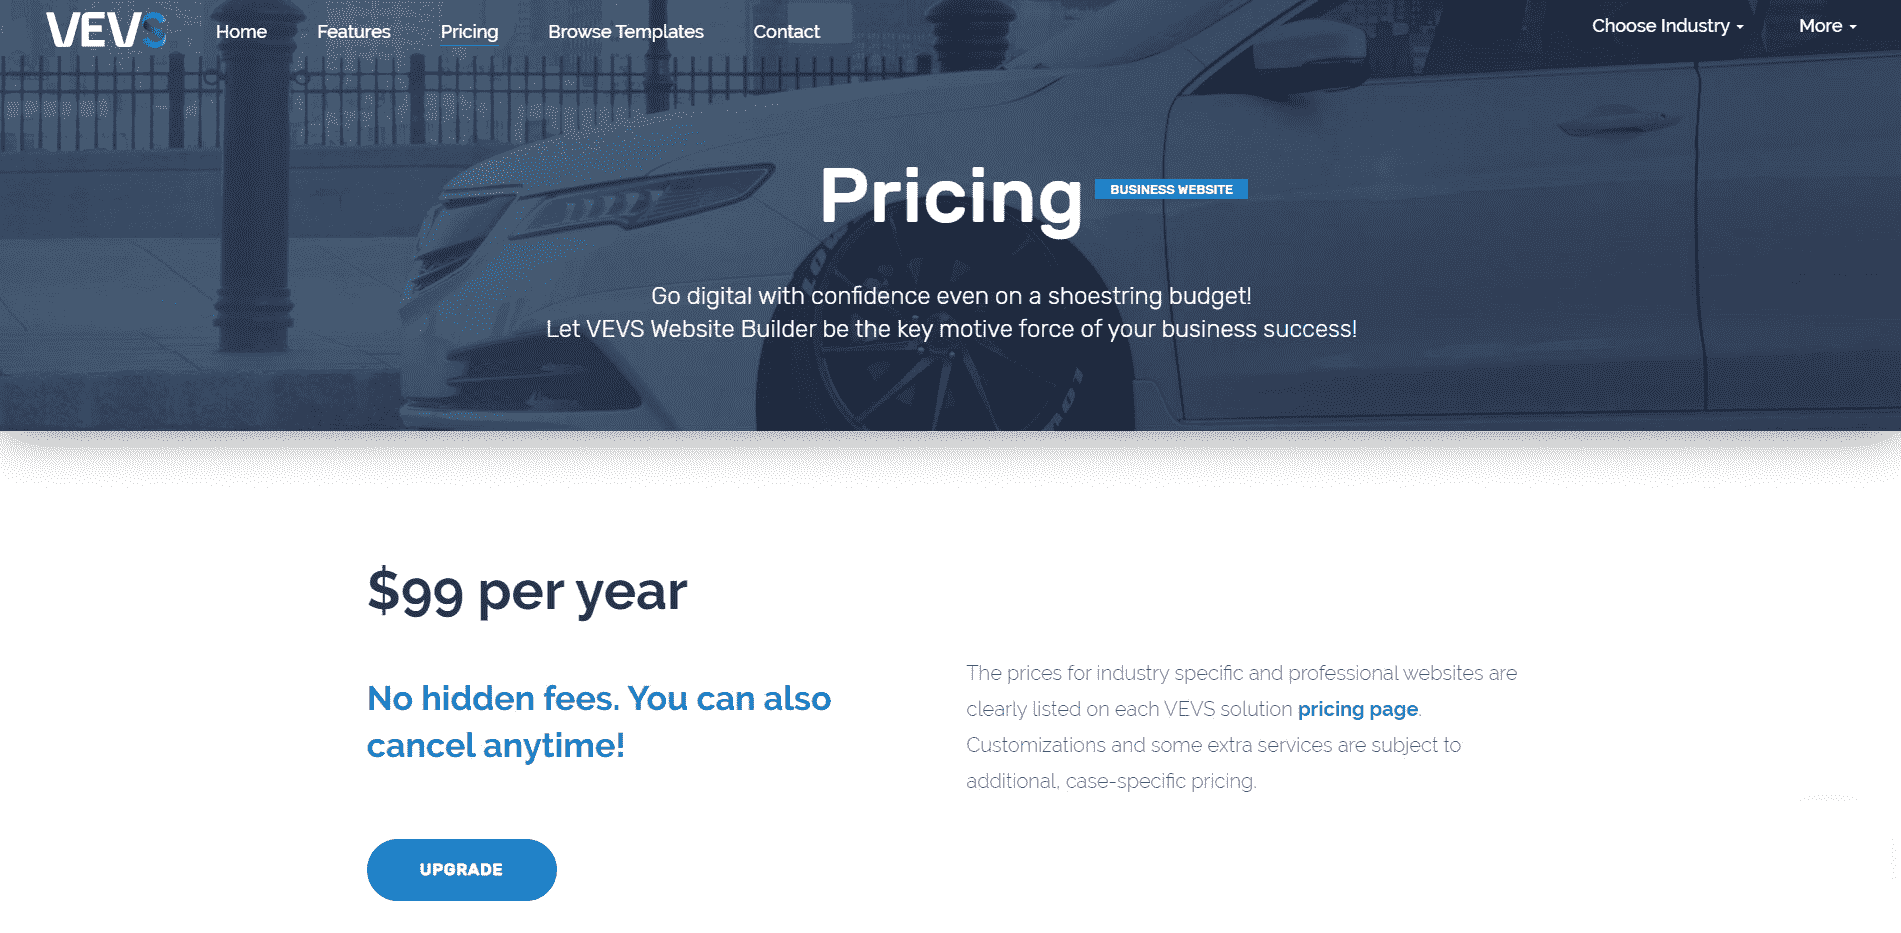 VEVS
Home
Features
Pricing
Browse Templates
Contact
Choose Industry
More
Pricing
BUSINESS WEBSITE
Go digital with confidence even on a shoestring budget!
Let VEVS Website Builder be the key motive force of your business success!
$99 per year
No hidden fees. You can also
cancel anytime!
The prices for industry specific and professional websites are
clearly listed on each VEVS solution pricing page.
Customizations and some extra services are subject to
additional, case-specific pricing.
UPGRADE